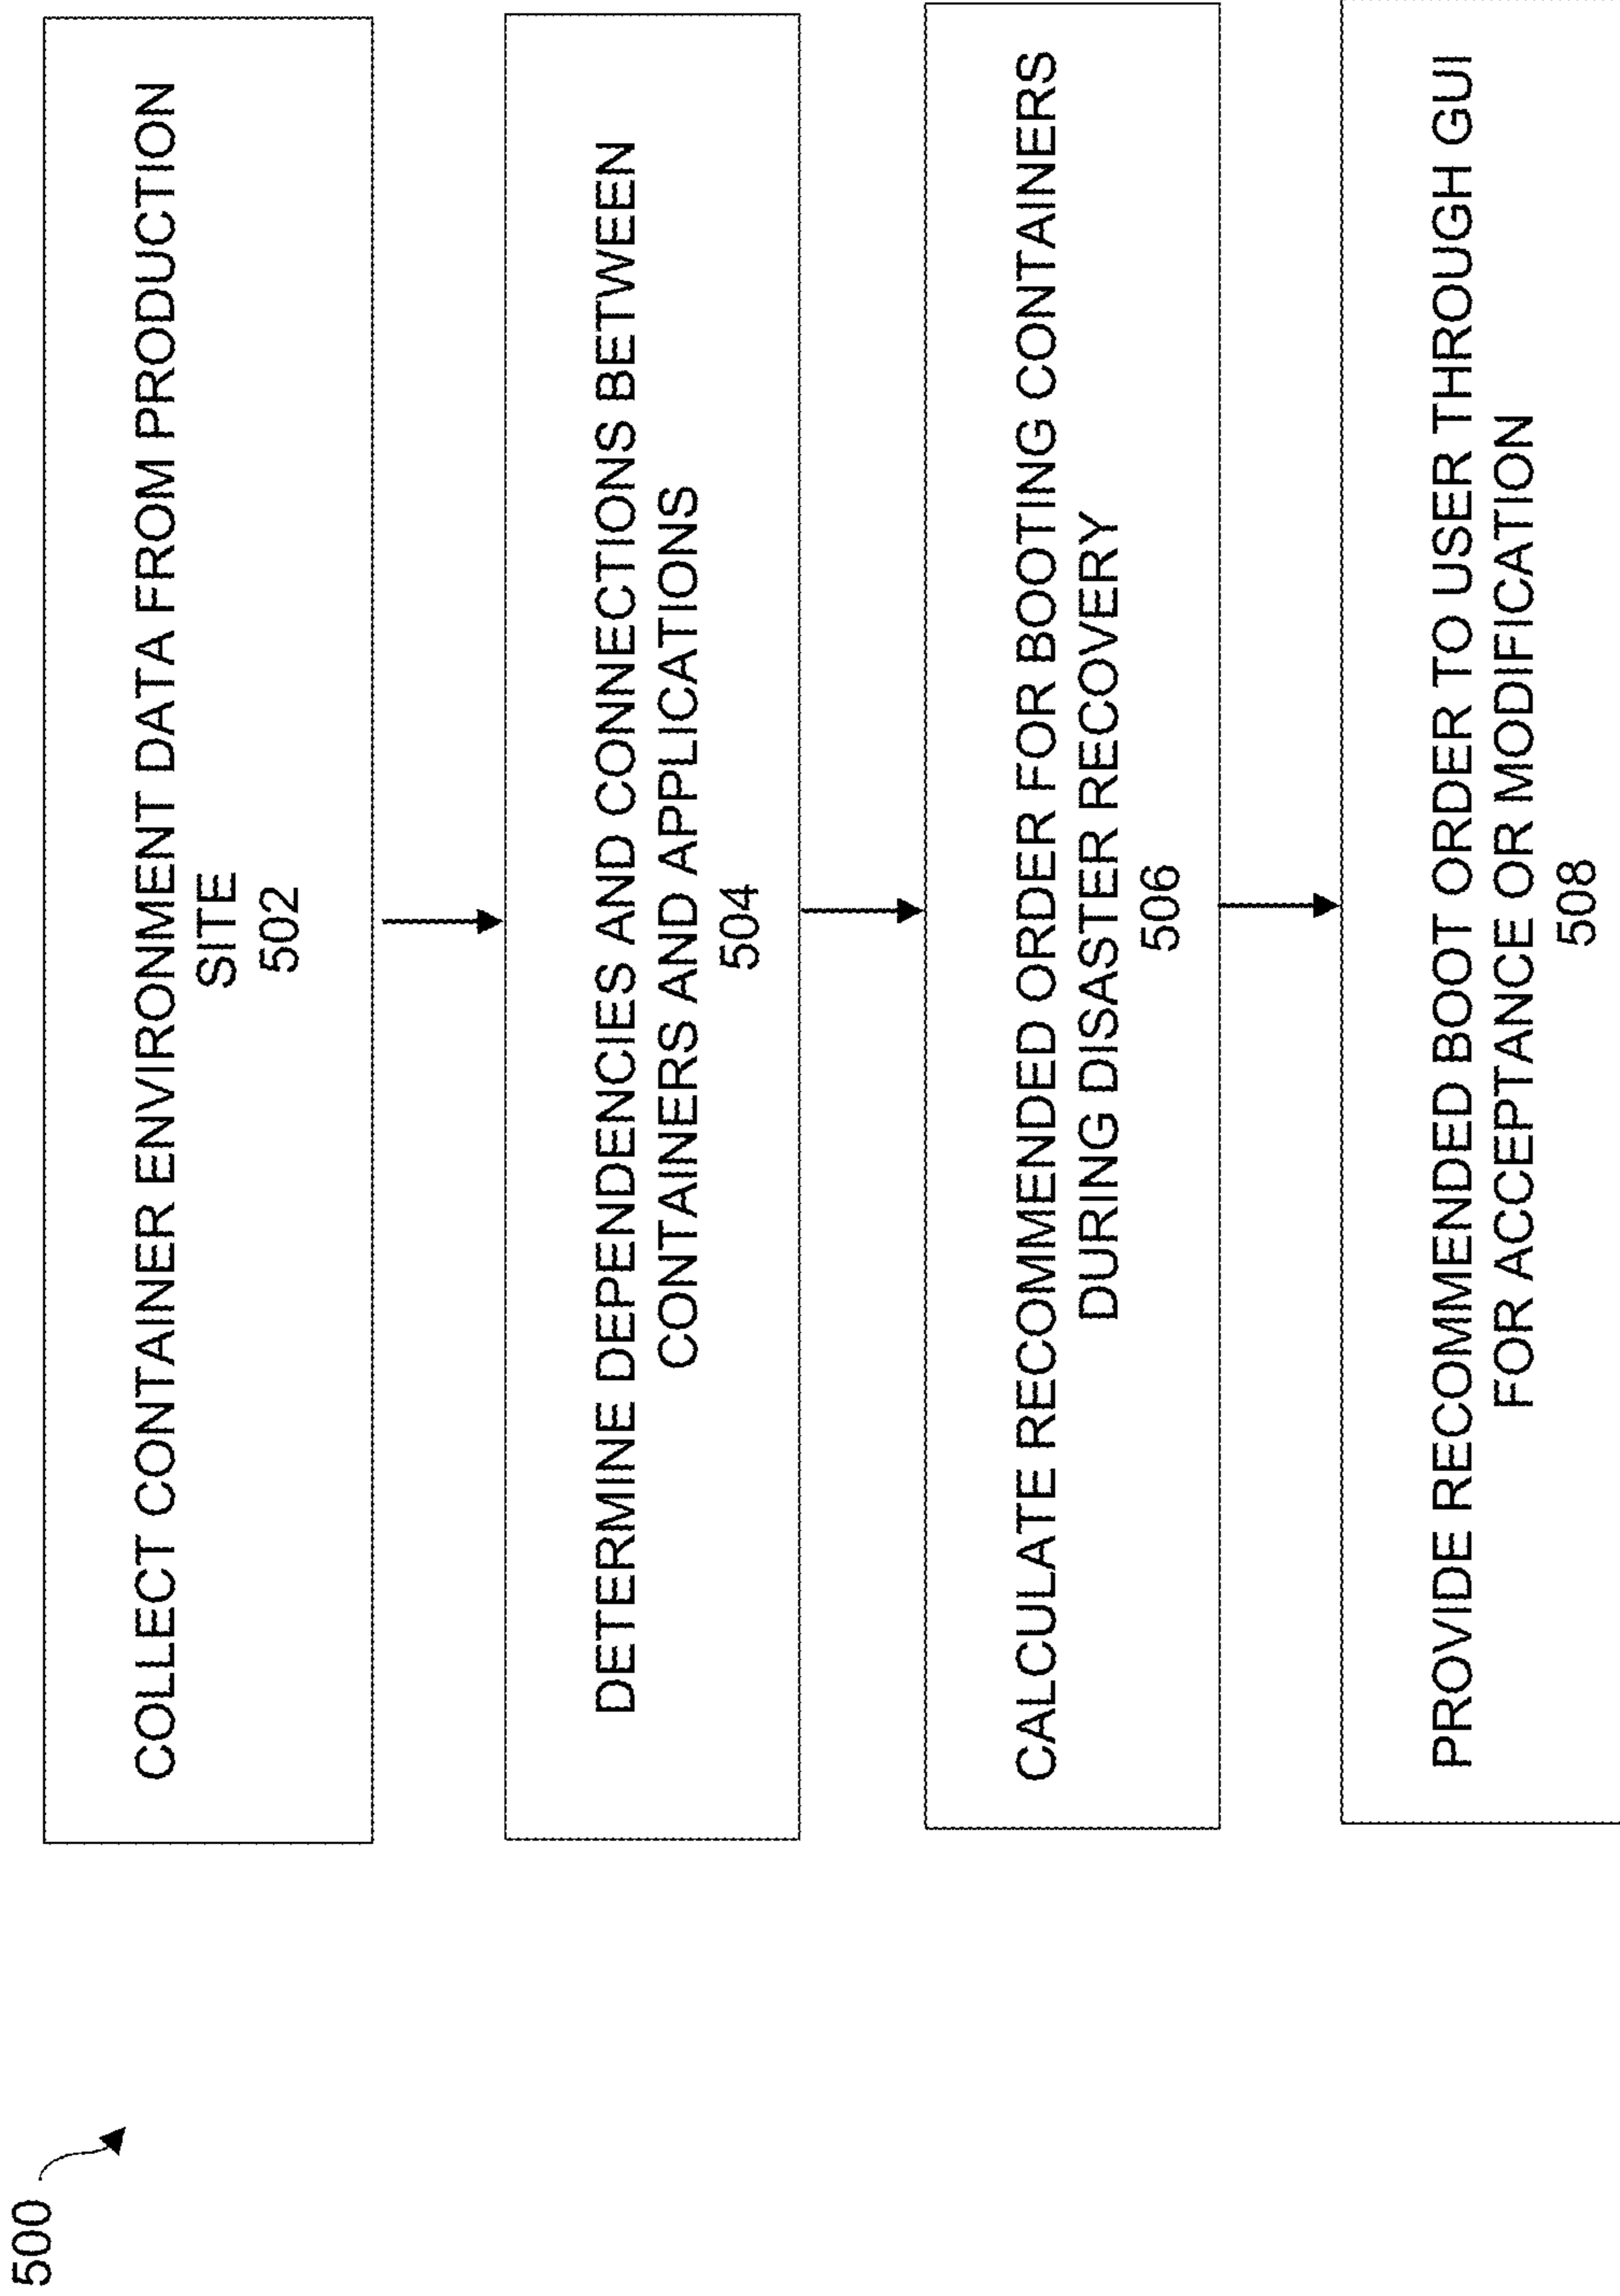 500
COLLECT CONTAINER ENVIRONMENT DATA FROM PRODUCTION
SITE
502
DETERMINE DEPENDENCIES AND CONNECTIONS BETWEEN
CONTAINERS AND APPLICATIONS
504
CALCULATE RECOMMENDED ORDER FOR BOOTING CONTAINERS
DURING DISASTER RECOVERY
506
PROVIDE RECOMMENDED BOOT ORDER TO USER THROUGH GUI
FOR ACCEPTANCE OR MODIFICATION
508